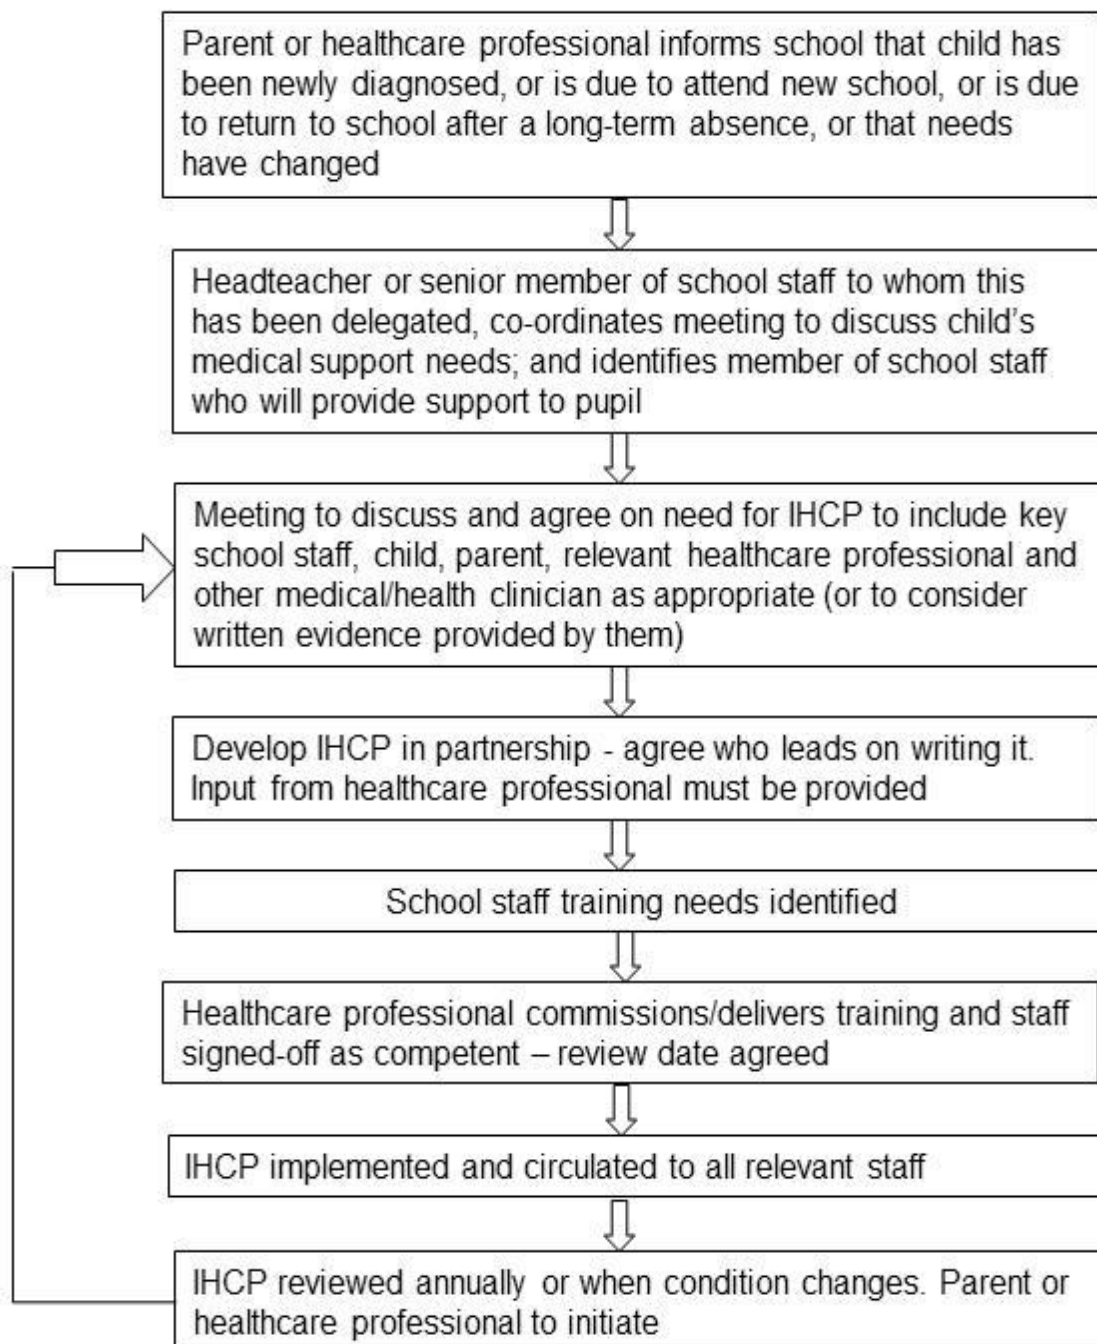 Parent or healthcare professional informs school that child has
been newly diagnosed, or is due to attend new school, or is due
to return to school after a long-term absence, or that needs
have changed
Headteacher or senior member of school staff to whom this
has been delegated, co-ordinates meeting to discuss child's
medical support needs; and identifies member of school staff
who will provide support to pupil
Meeting to discuss and agree on need for IHCP to include key
school staff, child, parent, relevant healthcare professional and
other medical/health clinician as appropriate (or to consider
written evidence provided by them)
Develop IHCP in partnership - agree who leads on writing it.
Input from healthcare professional must be provided
School staff training needs identified
Healthcare professional commissions/delivers training and staff
signed-off as competent – review date agreed
IHCP implemented and circulated to all relevant staff
IHCP reviewed annually or when condition changes. Parent or
healthcare professional to initiate